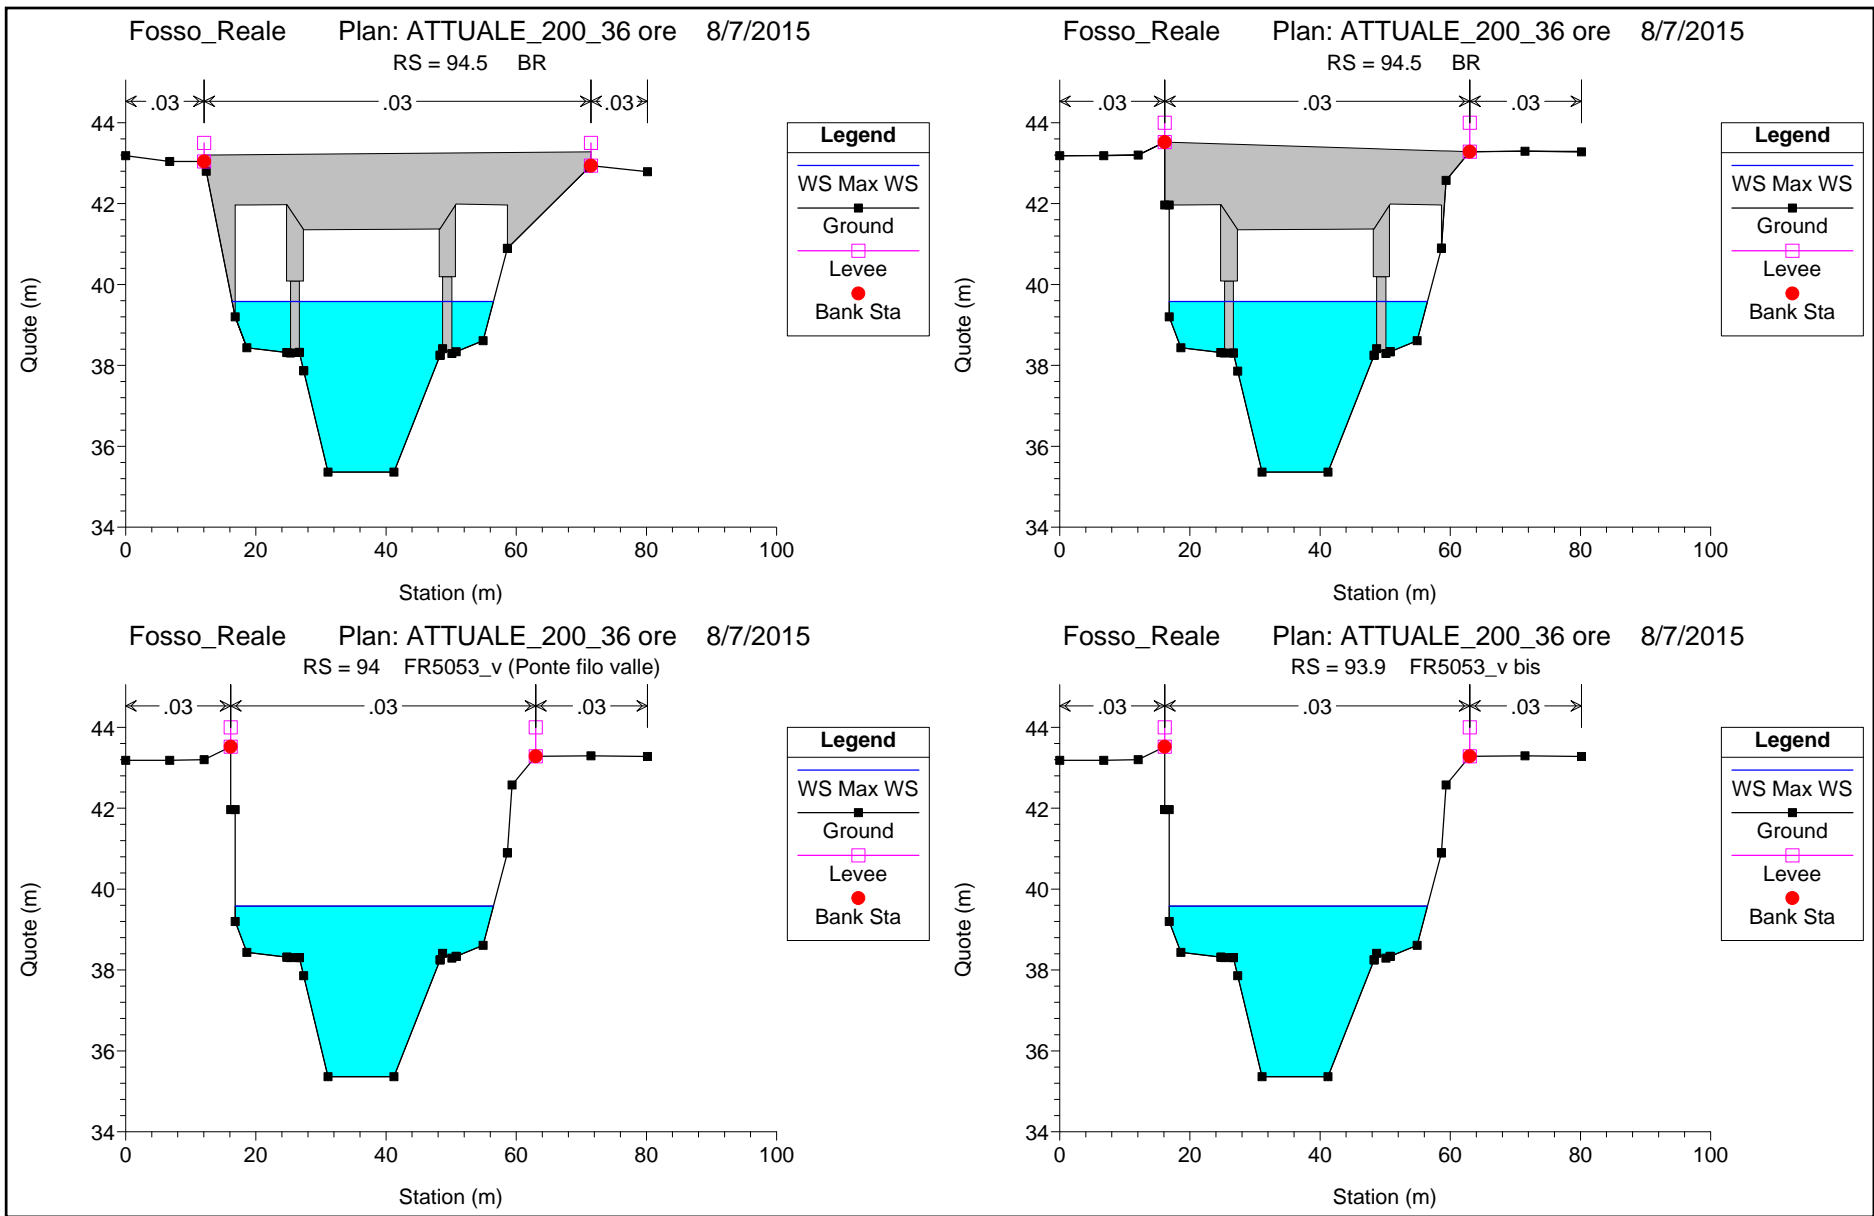 Fosso_Reale Plan: ATTUALE_200_36 ore 8/7/2015
RS = 94.5 BR
.03 .03 .03
44
42
40
38
36
34
Quote (m)
0 20 40 60 80 100
Station (m)
Legend
WS Max WS
Ground
Levee
Bank Sta
Fosso_Reale Plan: ATTUALE_200_36 ore 8/7/2015
RS = 94.5 BR
.03 .03 .03
44
42
40
38
36
34
Quote (m)
0 20 40 60 80 100
Station (m)
Legend
WS Max WS
Ground
Levee
Bank Sta
Fosso_Reale Plan: ATTUALE_200_36 ore 8/7/2015
RS = 94 FR5053_v (Ponte filo valle)
.03 .03 .03
44
42
40
38
36
34
Quote (m)
0 20 40 60 80 100
Station (m)
Legend
WS Max WS
Ground
Levee
Bank Sta
Fosso_Reale Plan: ATTUALE_200_36 ore 8/7/2015
RS = 93.9 FR5053_v bis
.03 .03 .03
44
42
40
38
36
34
Quote (m)
0 20 40 60 80 100
Station (m)
Legend
WS Max WS
Ground
Levee
Bank Sta